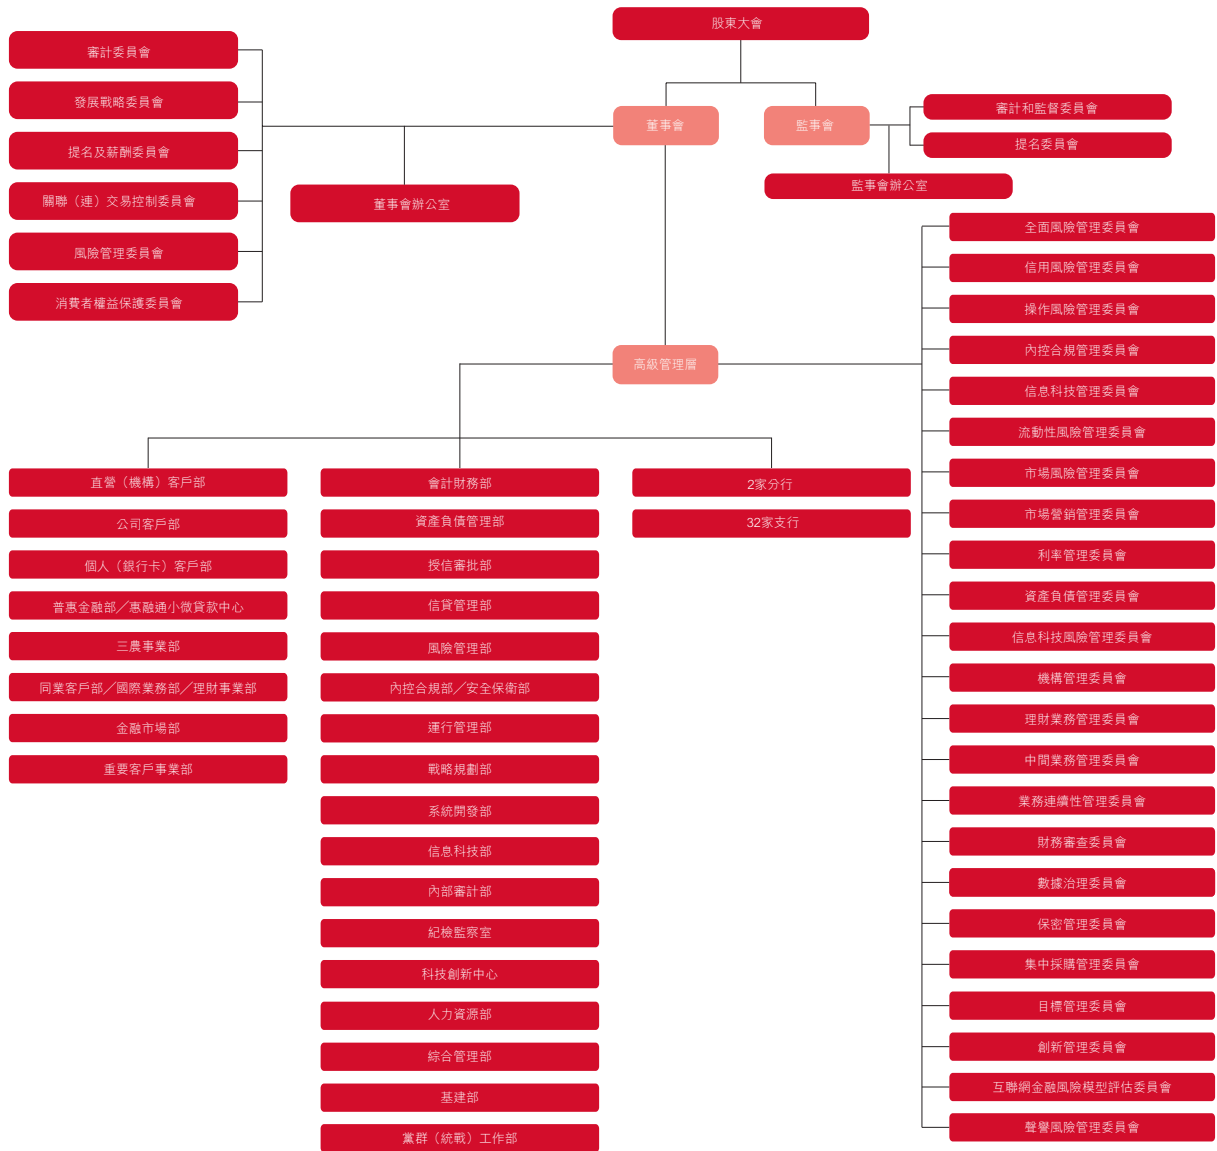 股東大會
審計委員會
發展戰略委員會
提名及薪酬委員會
關聯（連）交易控制委員會
風險管理委員會
消費者權益保護委員會
董事會
監事會
審計和監督委員會
提名委員會
監事會辦公室
董事會辦公室
高級管理層
直營（機構）客戶部
公司客戶部
個人（銀行卡）客戶部
普惠金融部／惠融通小微貸款中心
三農事業部
同業客戶部／國際業務部／理財事業部
金融市場部
重要客戶事業部
會計財務部
資產負債管理部
授信審批部
信貸管理部
風險管理部
內控合規部／安全保衛部
運行管理部
戰略規劃部
系統開發部
信息科技部
內部審計部
紀檢監察室
科技創新中心
人力資源部
綜合管理部
基建部
黨群（統戰）工作部
2家分行
32家支行
全面風險管理委員會
信用風險管理委員會
操作風險管理委員會
內控合規管理委員會
信息科技管理委員會
流動性風險管理委員會
市場風險管理委員會
市場營銷管理委員會
利率管理委員會
資產負債管理委員會
信息科技風險管理委員會
機構管理委員會
理財業務管理委員會
中間業務管理委員會
業務連續性管理委員會
財務審查委員會
數據治理委員會
保密管理委員會
集中採購管理委員會
目標管理委員會
創新管理委員會
互聯網金融風險模型評估委員會
聲譽風險管理委員會